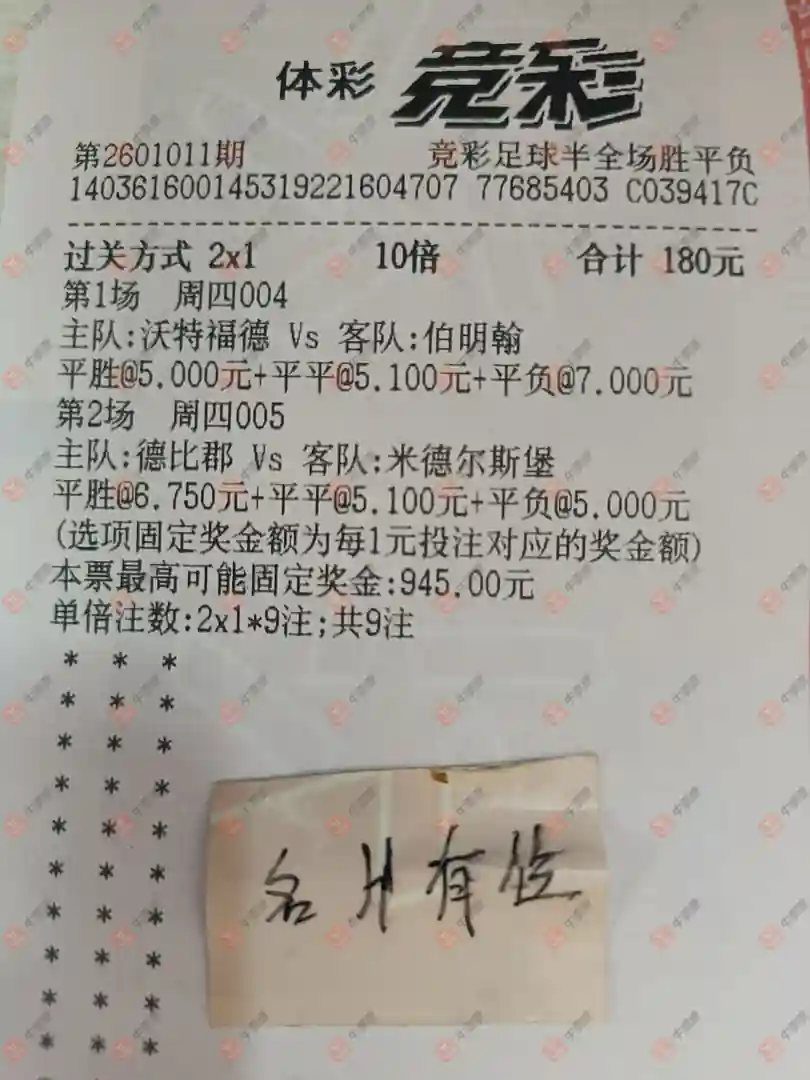 体彩 竞彩
第2601011期 竞彩足球半全场胜平负
140361600145319221604707 77685403 C039417C
过关方式 2x1 10倍 合计 180元
第1场 周四004
主队:沃特福德 Vs 客队:伯明翰
平胜@5.000元+平平@5.100元+平负@7.000元
第2场 周四005
主队:德比郡 Vs 客队:米德尔斯堡
平胜@6.750元+平平@5.100元+平负@5.000元
(选项固定奖金额为每1元投注对应的奖金额)
本票最高可能固定奖金:945.00元
单倍注数:2x1*9注;共9注
* * *
* * *
* * *
* * *
* * *
* * *
* * *
* * *
* * *
* * *
名片有位